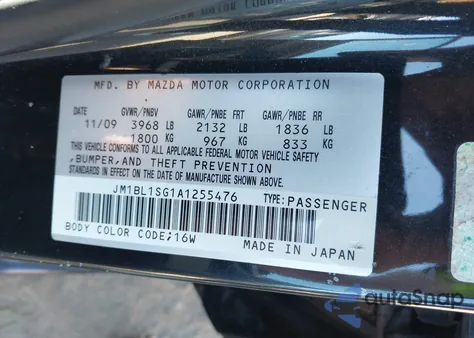 MFD. BY MAZDA MOTOR CORPORATION
DATE GVWR/PNBV GAWR/PNBE FRT GAWR/PNBE RR
11/09 3968 LB 2132 LB 1836 LB
1800 KG 967 KG 833 KG
THIS VEHICLE CONFORMS TO ALL APPLICABLE FEDERAL MOTOR VEHICLE SAFETY
,BUMPER,AND THEFT PREVENTION
STANDARDS IN EFFECT ON THE DATE OF MANUFACTURE SHOWN ABOVE.
JM1BL1SG1A1255476 TYPE:PASSENGER
BODY COLOR CODE;16W MADE IN JAPAN
autoSnap